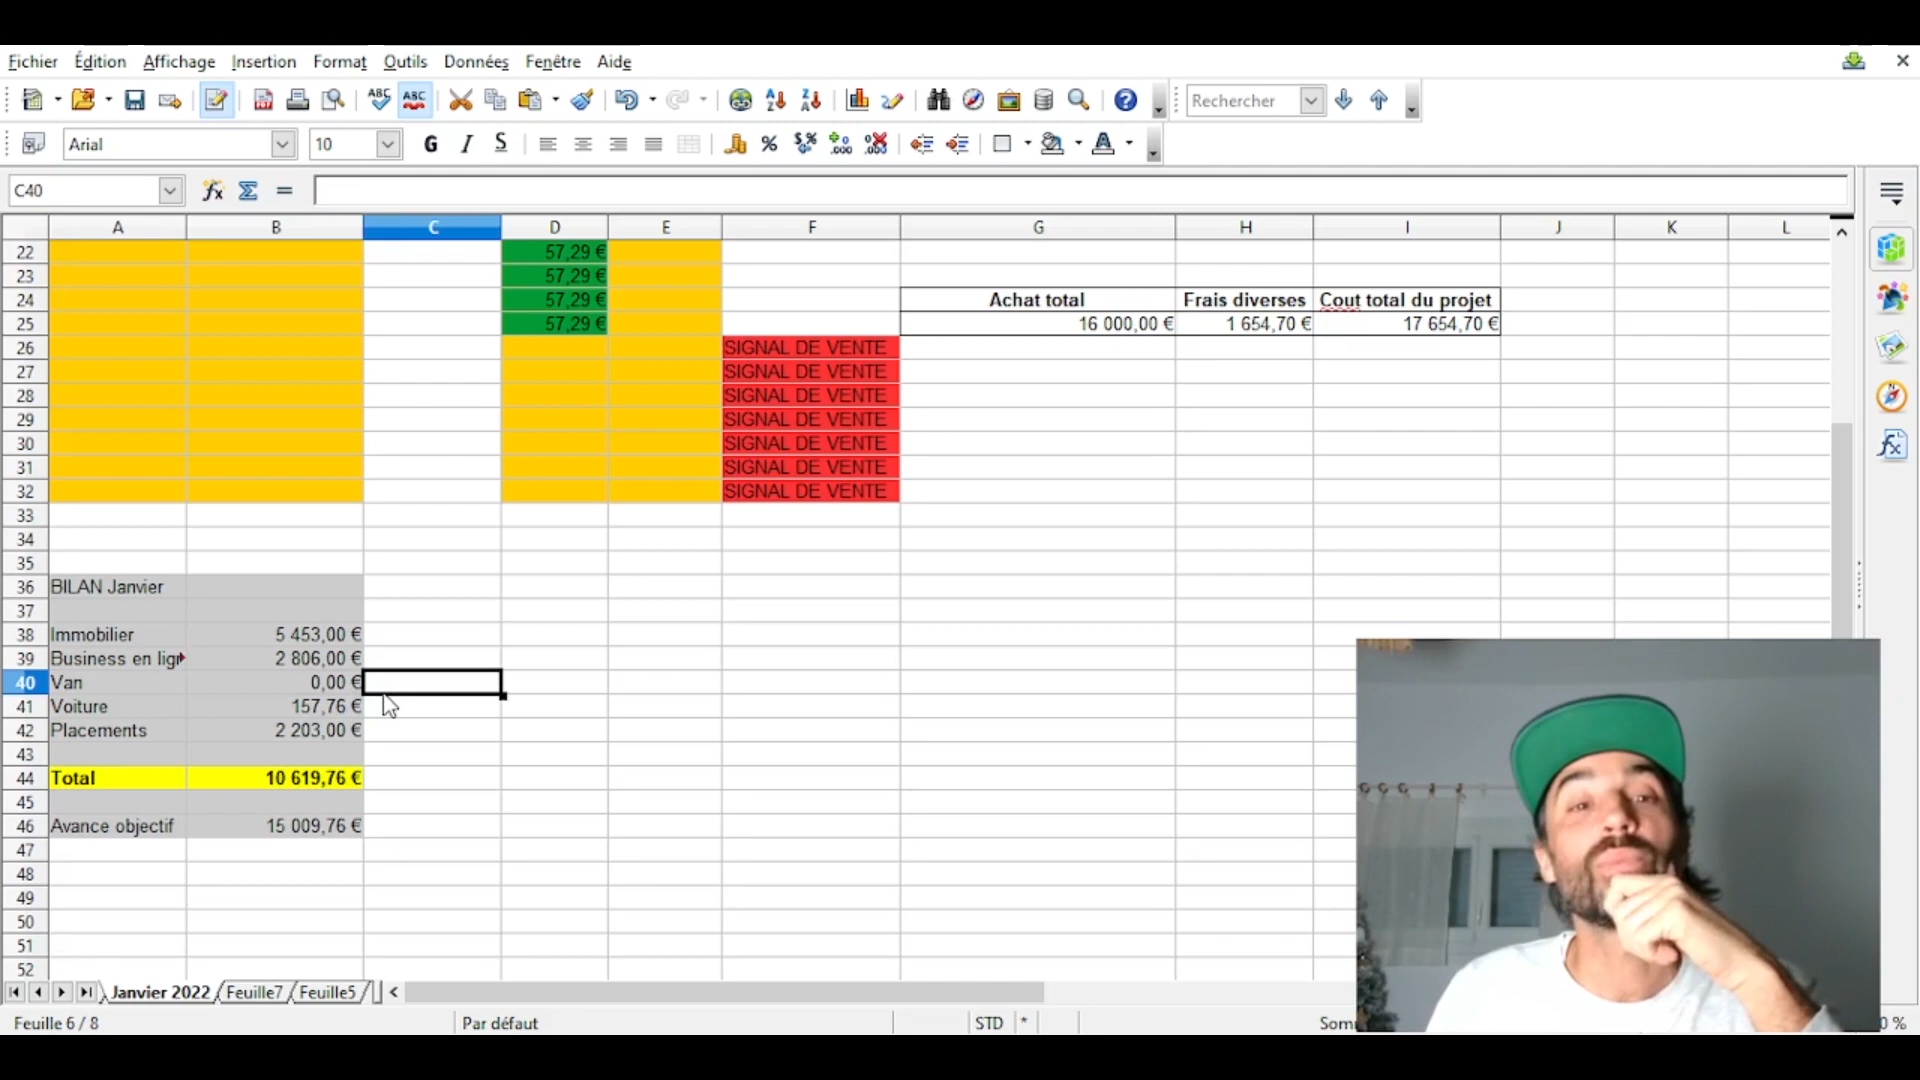 Fichier Édition Affichage Insertion Format Outils Données Fenêtre Aide
Rechercher
Arial 10 G I S
C40
A B C D E F G H I J K L
22 57,29 €
23 57,29 €
24 57,29 € Achat total Frais diverses Cout total du projet
25 57,29 € 16 000,00 € 1 654,70 € 17 654,70 €
26 SIGNAL DE VENTE
27 SIGNAL DE VENTE
28 SIGNAL DE VENTE
29 SIGNAL DE VENTE
30 SIGNAL DE VENTE
31 SIGNAL DE VENTE
32 SIGNAL DE VENTE
33
34
35
36 BILAN Janvier
37
38 Immobilier 5 453,00 €
39 Business en lign 2 806,00 €
40 Van 0,00 €
41 Voiture 157,76 €
42 Placements 2 203,00 €
43
44 Total 10 619,76 €
45
46 Avance objectif 15 009,76 €
47
48
49
50
51
52
Janvier 2022 Feuille7 Feuille5
Feuille 6 / 8 Par défaut STD * Som 0 %